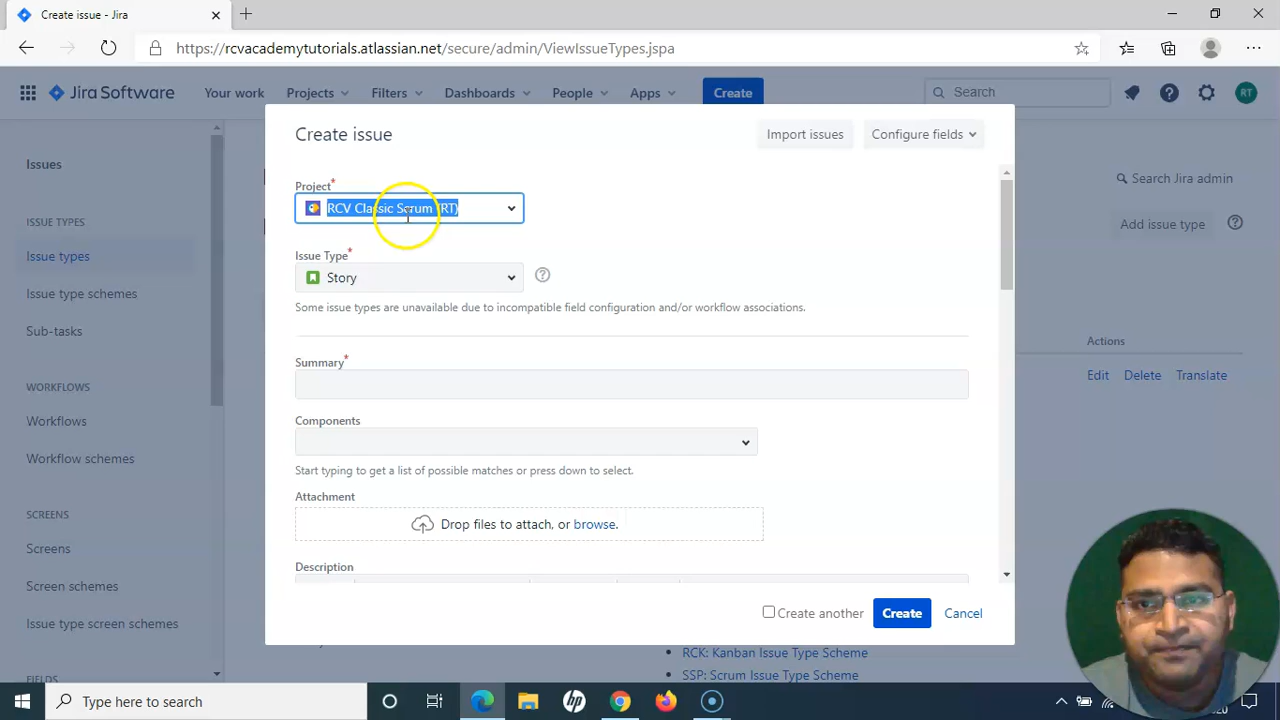 Create issue - Jira
https://rcvacademytutorials.atlassian.net/secure/admin/ViewIssueTypes.jspa
Jira Software
Your work
Projects
Filters
Dashboards
People
Apps
Create
Search
RT
Issues
ISSUE TYPES
Issue types
Issue type schemes
Sub-tasks
WORKFLOWS
Workflows
Workflow schemes
SCREENS
Screens
Screen schemes
Issue type screen schemes
FIELDS
Create issue
Import issues
Configure fields
Project*
RCV Classic Scrum (RT)
Issue Type*
Story
Some issue types are unavailable due to incompatible field configuration and/or workflow associations.
Summary*
Components
Start typing to get a list of possible matches or press down to select.
Attachment
Drop files to attach, or browse.
Description
Create another
Create
Cancel
Search Jira admin
Add issue type
Actions
Edit Delete Translate
RCK: Kanban Issue Type Scheme
SSP: Scrum Issue Type Scheme
Type here to search
hp